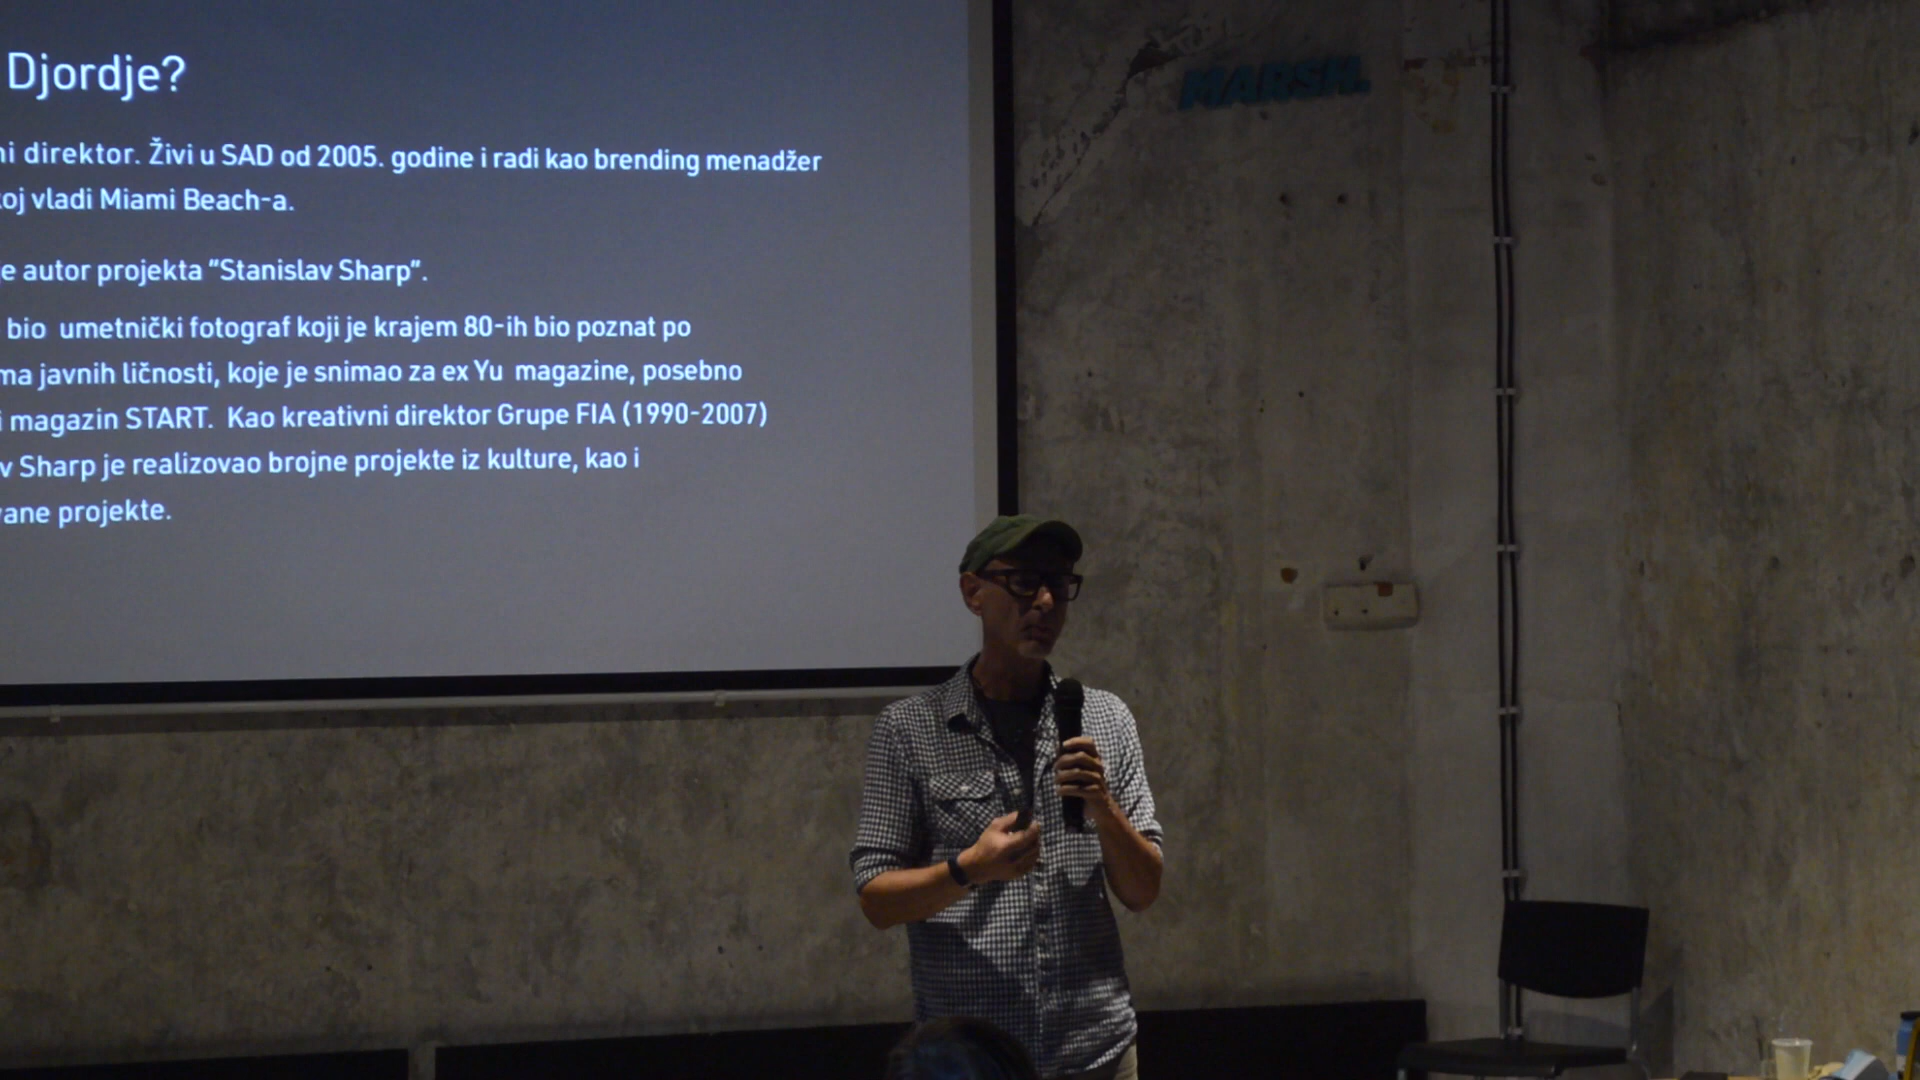 Djordje?
ni direktor. Živi u SAD od 2005. godine i radi kao brending menadžer
oj vladi Miami Beach-a.
e autor projekta "Stanislav Sharp".
bio umetnički fotograf koji je krajem 80-ih bio poznat po
ma javnih ličnosti, koje je snimao za ex Yu magazine, posebno
i magazin START. Kao kreativni direktor Grupe FIA (1990-2007)
v Sharp je realizovao brojne projekte iz kulture, kao i
vane projekte.
MARSH.